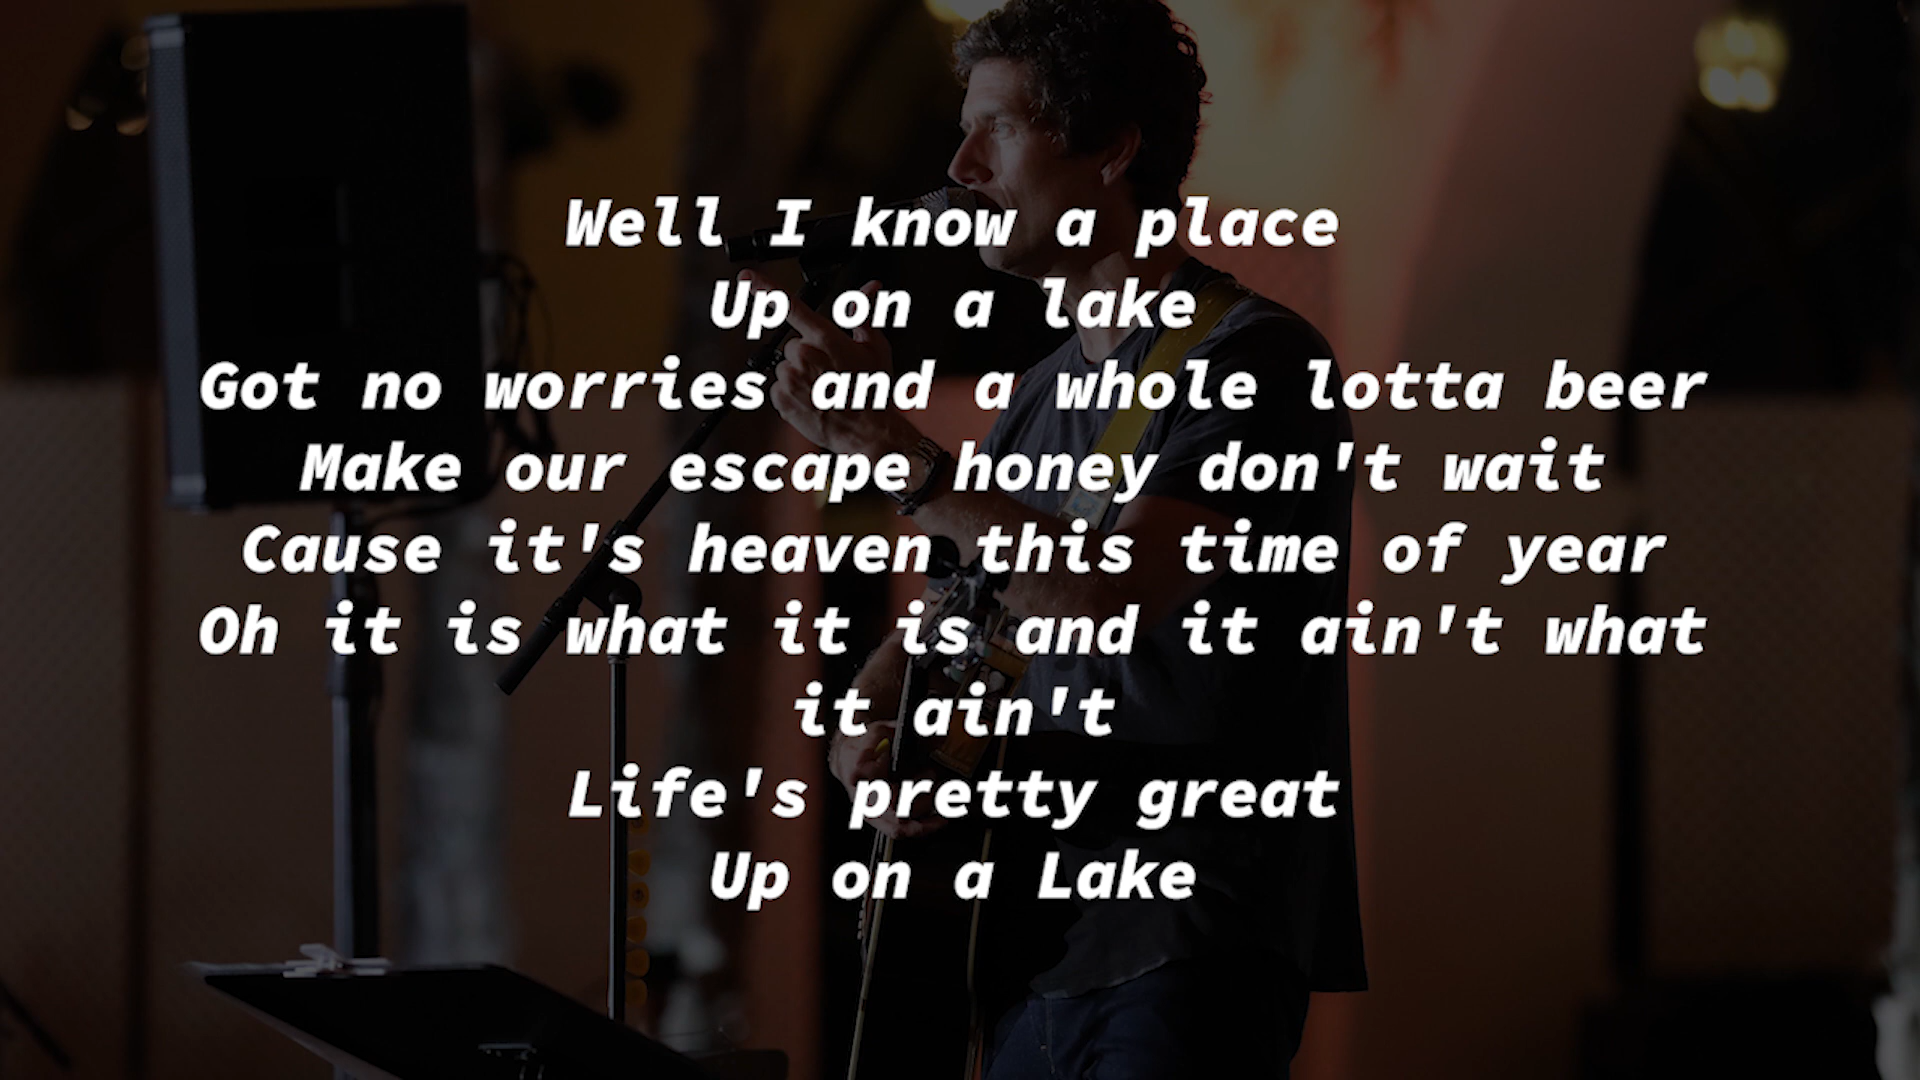 Well I know a place
Up on a lake
Got no worries and a whole lotta beer
Make our escape honey don't wait
Cause it's heaven this time of year
Oh it is what it is and it ain't what
it ain't
Life's pretty great
Up on a Lake